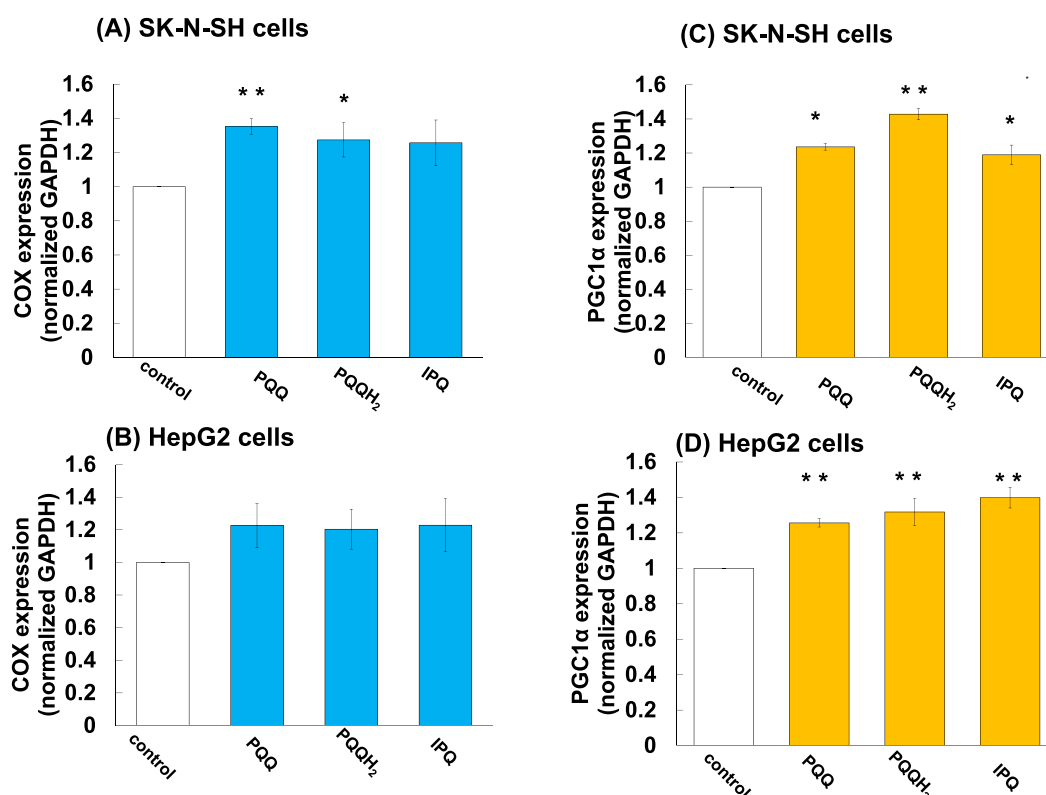 (A) SK-N-SH cells
COX expression
(normalized GAPDH)
1.6
1.4
1.2
1
0.8
0.6
0.4
0.2
0
* *
*
control
PQQ
PQQH₂
IPQ
(C) SK-N-SH cells
PGC1α expression
(normalized GAPDH)
1.6
1.4
1.2
1
0.8
0.6
0.4
0.2
0
*
* *
*
control
PQQ
PQQH₂
IPQ
(B) HepG2 cells
COX expression
(normalized GAPDH)
1.6
1.4
1.2
1
0.8
0.6
0.4
0.2
0
control
PQQ
PQQH₂
IPQ
(D) HepG2 cells
PGC1α expression
(normalized GAPDH)
1.6
1.4
1.2
1
0.8
0.6
0.4
0.2
0
* *
* *
* *
control
PQQ
PQQH₂
IPQ